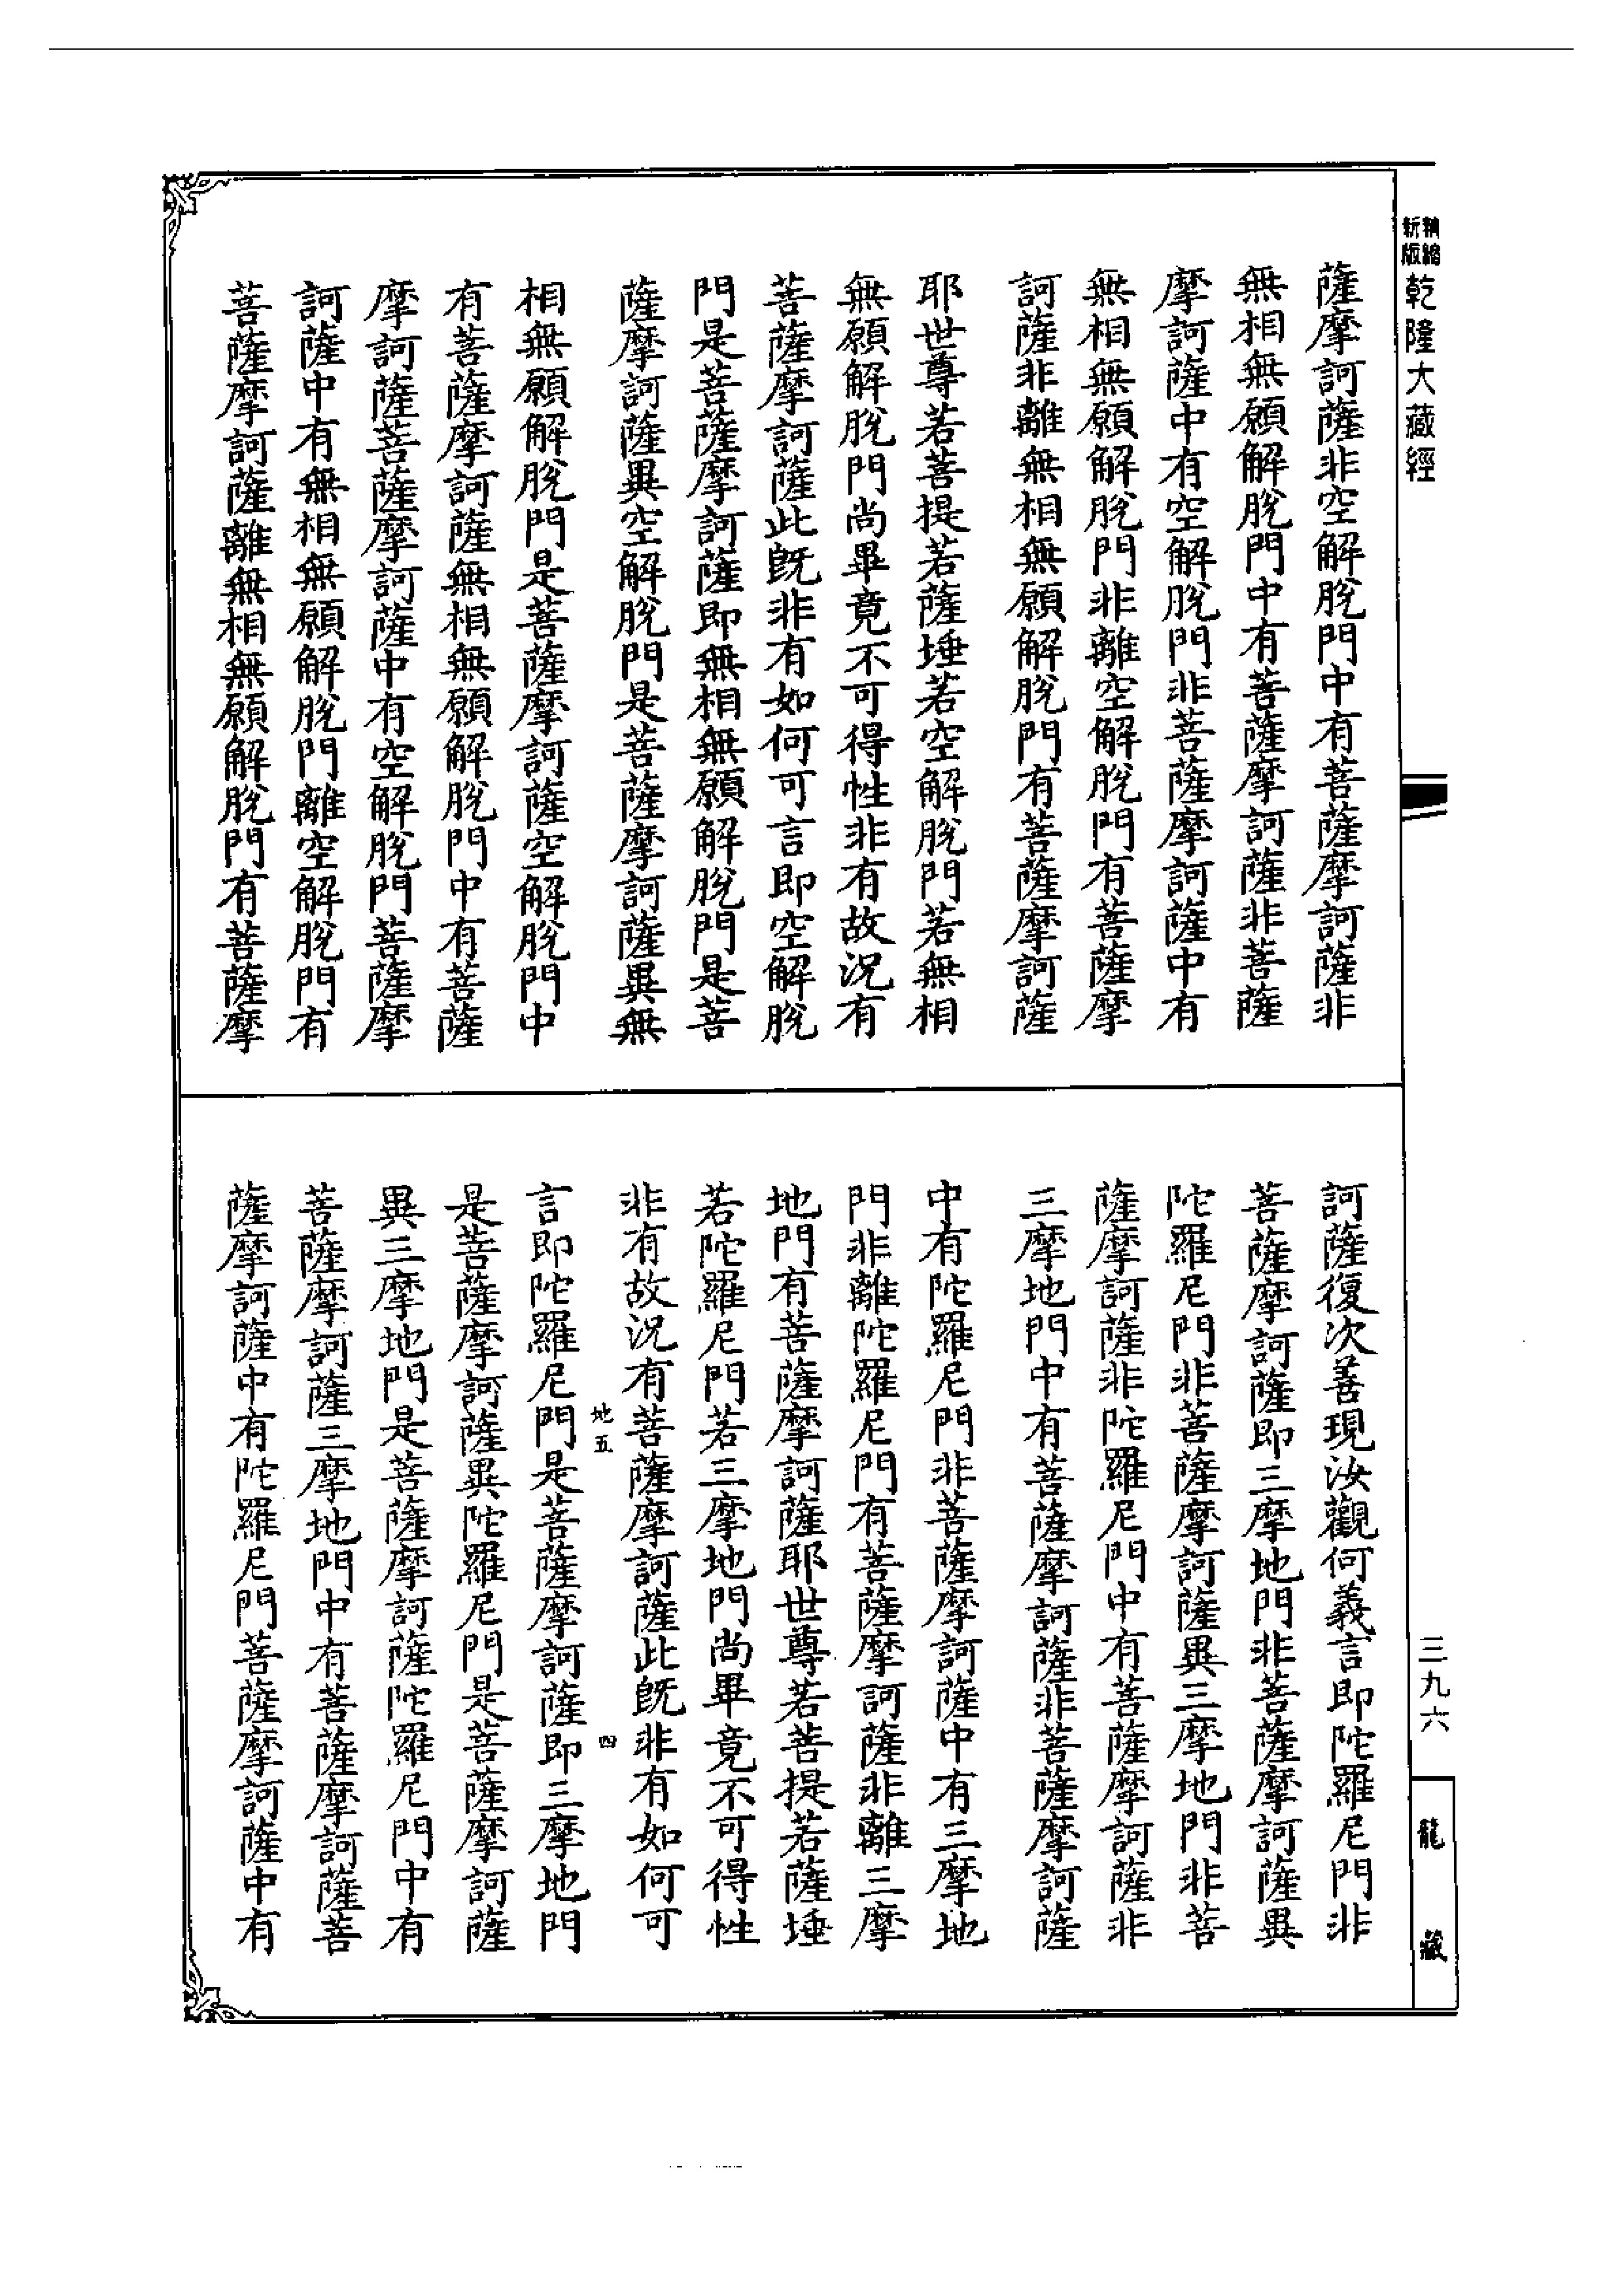 精縮新版乾隆大藏經
薩摩訶薩非空解脫門中有菩薩摩訶薩非
無相無願解脫門中有菩薩摩訶薩非菩薩
摩訶薩中有空解脫門非菩薩摩訶薩中有
無相無願解脫門非離空解脫門有菩薩摩
訶薩非離無相無願解脫門有菩薩摩訶薩
耶世尊若菩提若薩埵若空解脫門若無相
無願解脫門尚畢竟不可得性非有故況有
菩薩摩訶薩此旣非有如何可言即空解脫
門是菩薩摩訶薩即無相無願解脫門是菩
薩摩訶薩異空解脫門是菩薩摩訶薩異無
相無願解脫門是菩薩摩訶薩空解脫門中
有菩薩摩訶薩無相無願解脫門中有菩薩
摩訶薩菩薩摩訶薩中有空解脫門菩薩摩
訶薩中有無相無願解脫門離空解脫門有
菩薩摩訶薩離無相無願解脫門有菩薩摩
訶薩復次善現汝觀何義言即陀羅尼門非
菩薩摩訶薩即三摩地門非菩薩摩訶薩異
陀羅尼門非菩薩摩訶薩異三摩地門非菩
薩摩訶薩非陀羅尼門中有菩薩摩訶薩非
三摩地門中有菩薩摩訶薩非菩薩摩訶薩
中有陀羅尼門非菩薩摩訶薩中有三摩地
門非離陀羅尼門有菩薩摩訶薩非離三摩
地門有菩薩摩訶薩耶世尊若菩提若薩埵
若陀羅尼門若三摩地門尚畢竟不可得性
非有故況有菩薩摩訶薩此旣非有如何可
地五 四
言即陀羅尼門是菩薩摩訶薩即三摩地門
是菩薩摩訶薩異陀羅尼門是菩薩摩訶薩
異三摩地門是菩薩摩訶薩陀羅尼門中有
菩薩摩訶薩三摩地門中有菩薩摩訶薩菩
薩摩訶薩中有陀羅尼門菩薩摩訶薩中有
三九六
龍藏